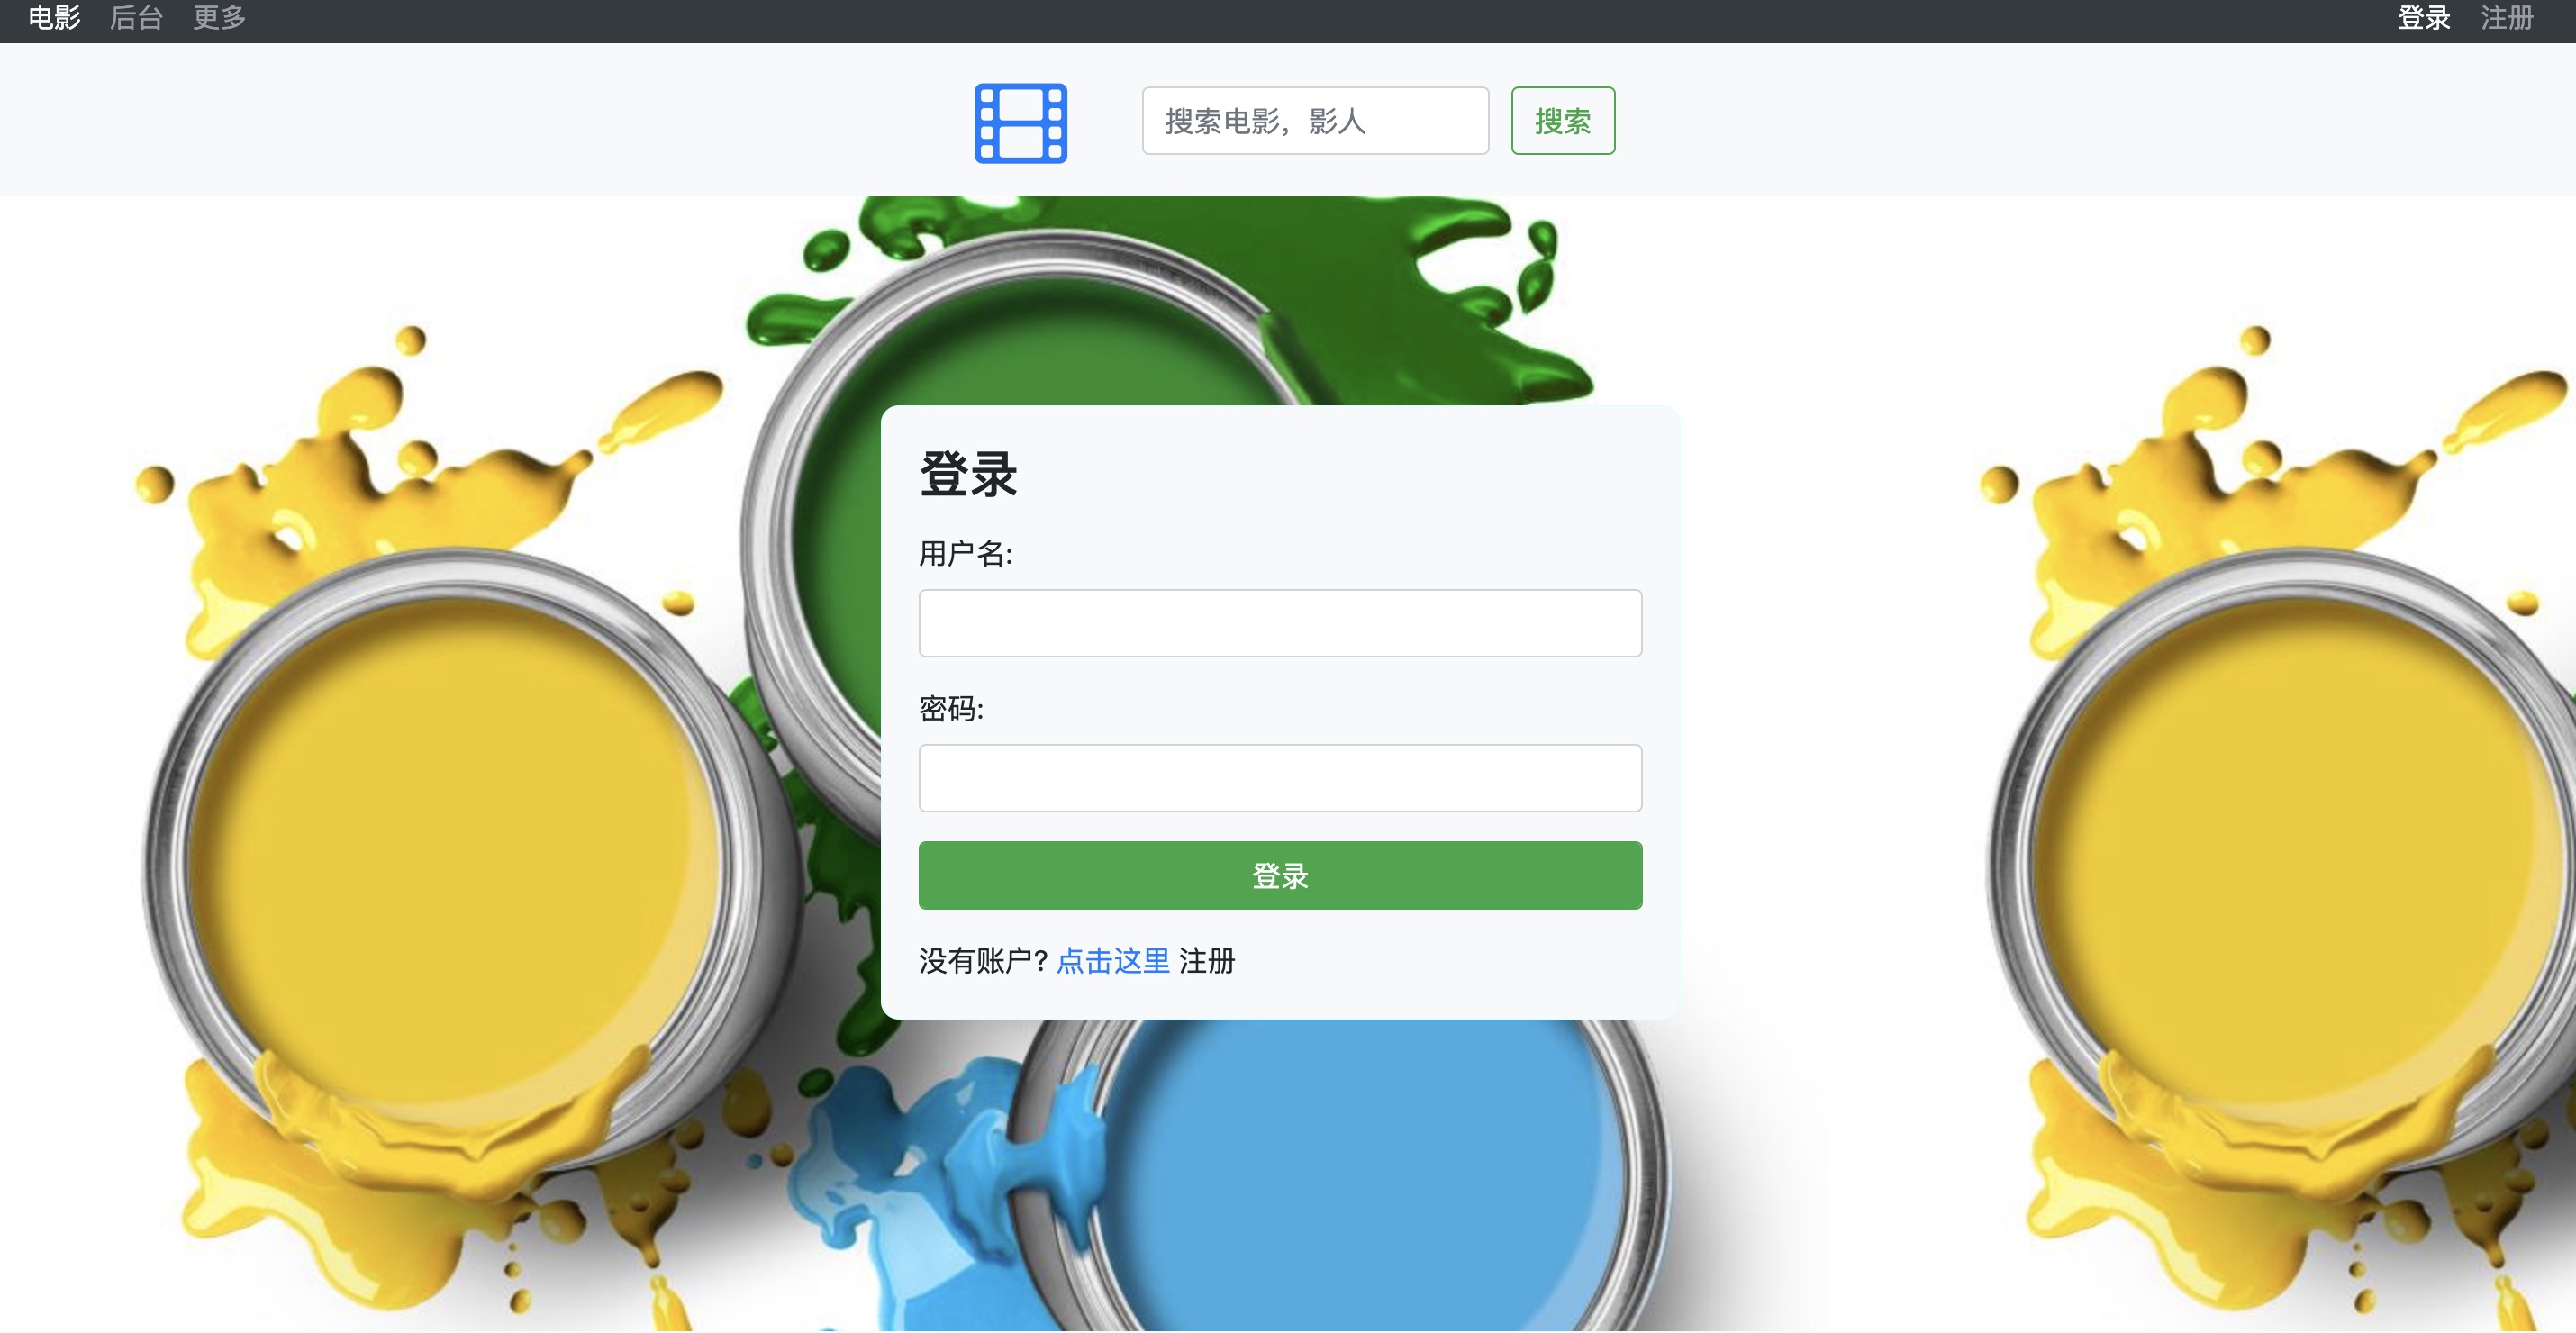 电影 后台 更多 登录 注册
搜索电影，影人 搜索
登录
用户名:
密码:
登录
没有账户? 点击这里 注册